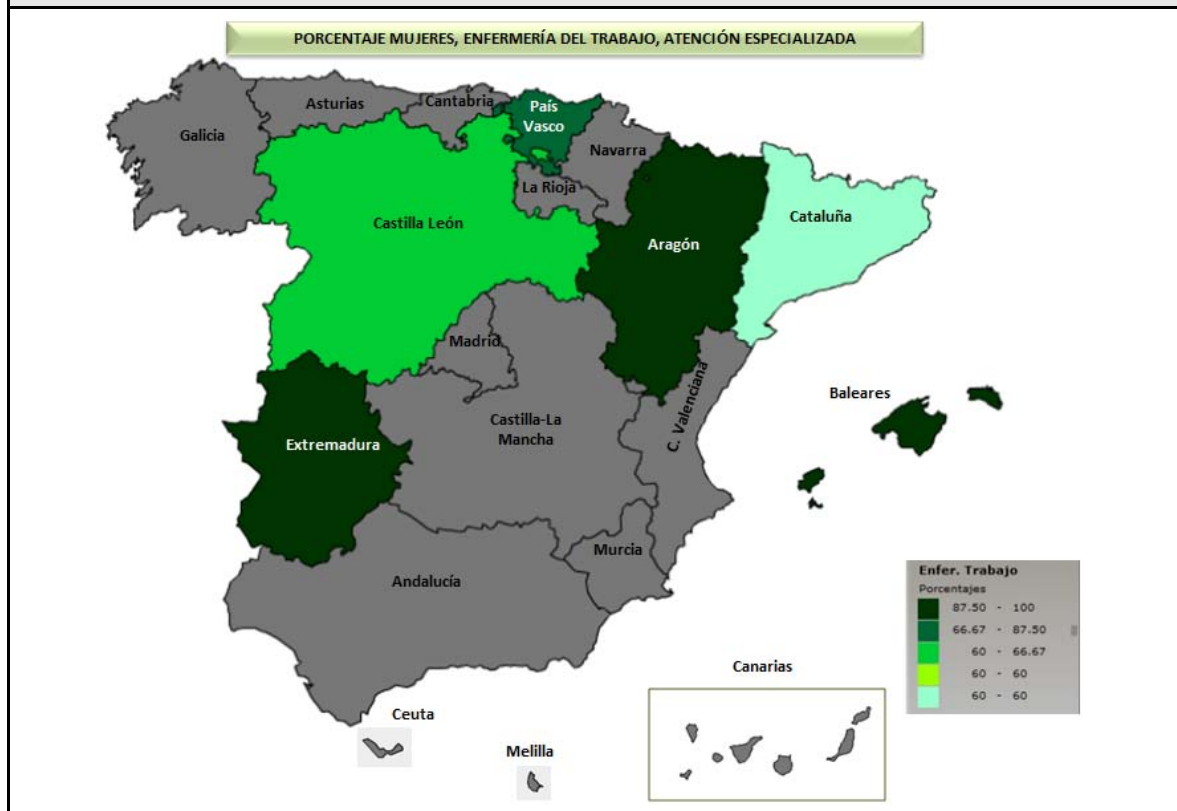 PORCENTAJE MUJERES, ENFERMERÍA DEL TRABAJO, ATENCIÓN ESPECIALIZADA
Galicia
Asturias
Cantabria
País
Vasco
Navarra
La Rioja
Castilla León
Aragón
Cataluña
Madrid
Baleares
Castilla-La
Mancha
C. Valenciana
Extremadura
Murcia
Andalucía
Enfer. Trabajo
Porcentajes
87.50 - 100
66.67 - 87.50
60 - 66.67
60 - 60
60 - 60
Canarias
Ceuta
Melilla